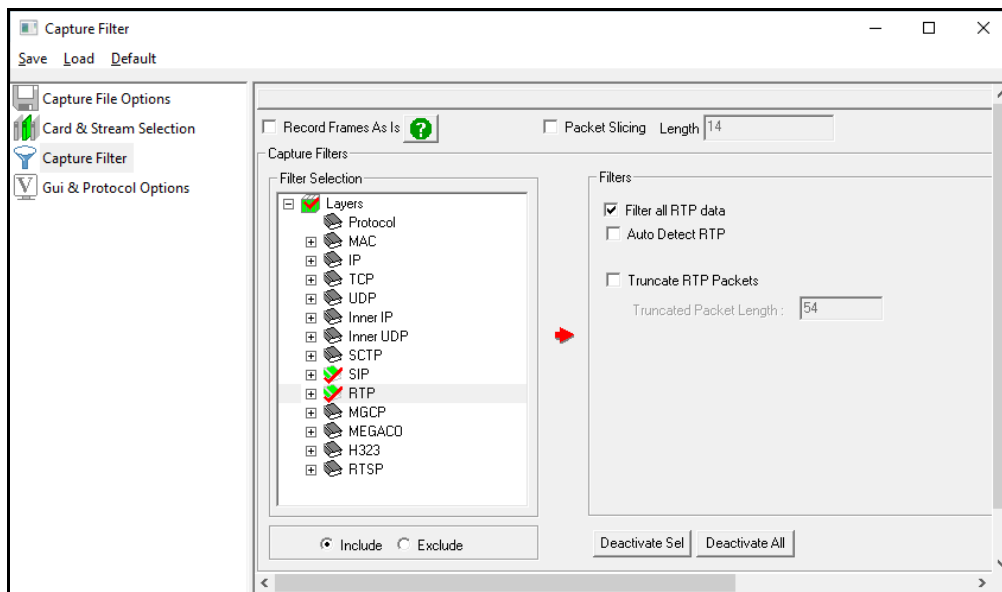 Capture Filter
Save Load Default
Capture File Options
Card & Stream Selection
Capture Filter
Gui & Protocol Options
Record Frames As Is
Packet Slicing Length 14
Capture Filters
Filter Selection
Layers
Protocol
MAC
IP
TCP
UDP
Inner IP
Inner UDP
SCTP
SIP
RTP
MGCP
MEGACO
H323
RTSP
Include Exclude
Filters
Filter all RTP data
Auto Detect RTP
Truncate RTP Packets
Truncated Packet Length : 54
Deactivate Sel Deactivate All